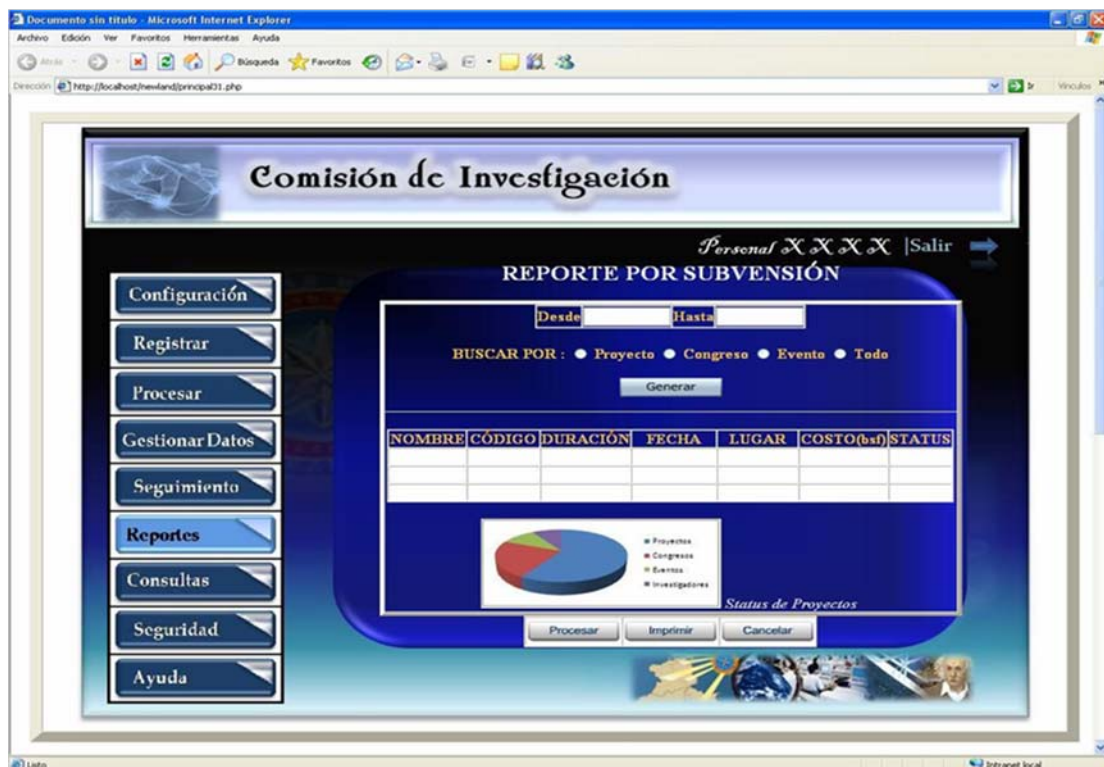 Documento sin título - Microsoft Internet Explorer
Archivo Edición Ver Favoritos Herramientas Ayuda
Atrás Búsqueda Favoritos
Dirección http://localhost/newland/principal31.php Ir Vínculos
Comisión de Investigación
Personal X X X X |Salir
REPORTE POR SUBVENSIÓN
Configuración
Registrar
Procesar
Gestionar Datos
Seguimiento
Reportes
Consultas
Seguridad
Ayuda
Desde Hasta
BUSCAR POR : Proyecto Congreso Evento Todo
Generar
NOMBRE CÓDIGO DURACIÓN FECHA LUGAR COSTO(bsf) STATUS
Proyectos
Congresos
Eventos
Investigadores
Status de Proyectos
Procesar Imprimir Cancelar
Listo Intranet local